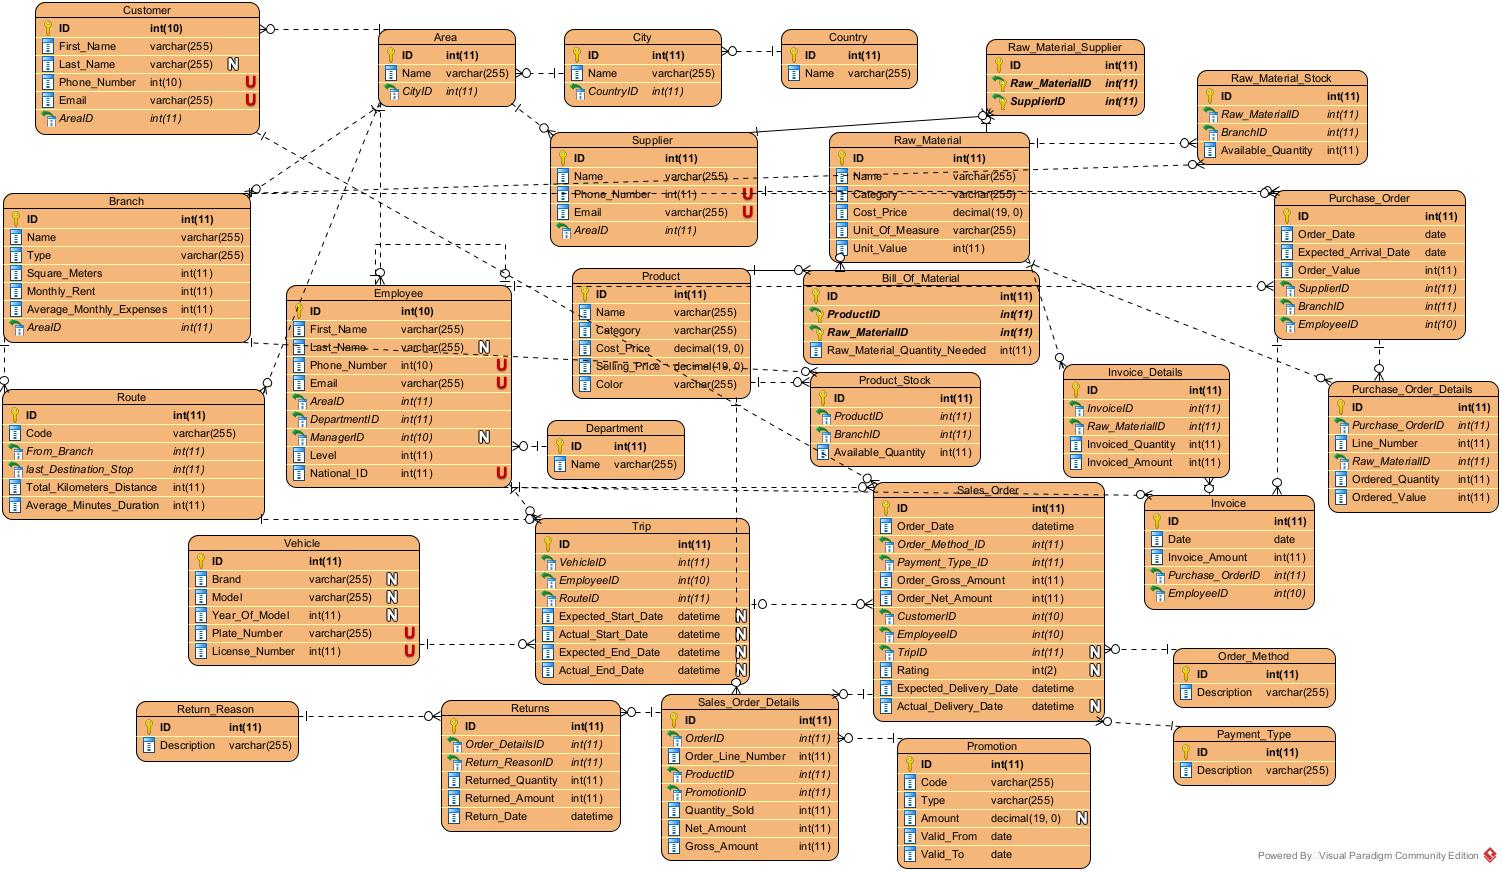 Customer
ID int(10)
First_Name varchar(255)
Last_Name varchar(255) N
Phone_Number int(10) U
Email varchar(255) U
AreaID int(11)
Area
ID int(11)
Name varchar(255)
CityID int(11)
City
ID int(11)
Name varchar(255)
CountryID int(11)
Country
ID int(11)
Name varchar(255)
Raw_Material_Supplier
ID int(11)
Raw_MaterialID int(11)
SupplierID int(11)
Raw_Material_Stock
ID int(11)
Raw_MaterialID int(11)
BranchID int(11)
Available_Quantity int(11)
Supplier
ID int(11)
Name varchar(255)
Phone_Number int(11) U
Email varchar(255) U
AreaID int(11)
Raw_Material
ID int(11)
Name varchar(255)
Category varchar(255)
Cost_Price decimal(19, 0)
Unit_Of_Measure varchar(255)
Unit_Value int(11)
Branch
ID int(11)
Name varchar(255)
Type varchar(255)
Square_Meters int(11)
Monthly_Rent int(11)
Average_Monthly_Expenses int(11)
AreaID int(11)
Purchase_Order
ID int(11)
Order_Date date
Expected_Arrival_Date date
Order_Value int(11)
SupplierID int(11)
BranchID int(11)
EmployeeID int(10)
Employee
ID int(10)
First_Name varchar(255)
Last_Name varchar(255) N
Phone_Number int(10) U
Email varchar(255) U
AreaID int(11)
DepartmentID int(11)
ManagerID int(10) N
Level int(11)
National_ID int(11) U
Product
ID int(11)
Name varchar(255)
Category varchar(255)
Cost_Price decimal(19, 0)
Selling_Price decimal(19, 0)
Color varchar(255)
Bill_Of_Material
ID int(11)
ProductID int(11)
Raw_MaterialID int(11)
Raw_Material_Quantity_Needed int(11)
Product_Stock
ID int(11)
ProductID int(11)
BranchID int(11)
Available_Quantity int(11)
Invoice_Details
ID int(11)
InvoiceID int(11)
Raw_MaterialID int(11)
Invoiced_Quantity int(11)
Invoiced_Amount int(11)
Purchase_Order_Details
ID int(11)
Purchase_OrderID int(11)
Line_Number int(11)
Raw_MaterialID int(11)
Ordered_Quantity int(11)
Ordered_Value int(11)
Route
ID int(11)
Code varchar(255)
From_Branch int(11)
last_Destination_Stop int(11)
Total_Kilometers_Distance int(11)
Average_Minutes_Duration int(11)
Department
ID int(11)
Name varchar(255)
Sales_Order
ID int(11)
Order_Date datetime
Order_Method_ID int(11)
Payment_Type_ID int(11)
Order_Gross_Amount int(11)
Order_Net_Amount int(11)
CustomerID int(10)
EmployeeID int(10)
TripID int(11) N
Rating int(2) N
Expected_Delivery_Date datetime
Actual_Delivery_Date datetime N
Invoice
ID int(11)
Date date
Invoice_Amount int(11)
Purchase_OrderID int(11)
EmployeeID int(10)
Trip
ID int(11)
VehicleID int(11)
EmployeeID int(10)
RouteID int(11)
Expected_Start_Date datetime N
Actual_Start_Date datetime N
Expected_End_Date datetime N
Actual_End_Date datetime N
Vehicle
ID int(11)
Brand varchar(255) N
Model varchar(255) N
Year_Of_Model int(11) N
Plate_Number varchar(255) U
License_Number int(11) U
Order_Method
ID int(11)
Description varchar(255)
Payment_Type
ID int(11)
Description varchar(255)
Return_Reason
ID int(11)
Description varchar(255)
Returns
ID int(11)
Order_DetailsID int(11)
Return_ReasonID int(11)
Returned_Quantity int(11)
Returned_Amount int(11)
Return_Date datetime
Sales_Order_Details
ID int(11)
OrderID int(11)
Order_Line_Number int(11)
ProductID int(11)
PromotionID int(11)
Quantity_Sold int(11)
Net_Amount int(11)
Gross_Amount int(11)
Promotion
ID int(11)
Code varchar(255)
Type varchar(255)
Amount decimal(19, 0) N
Valid_From date
Valid_To date
Powered By Visual Paradigm Community Edition